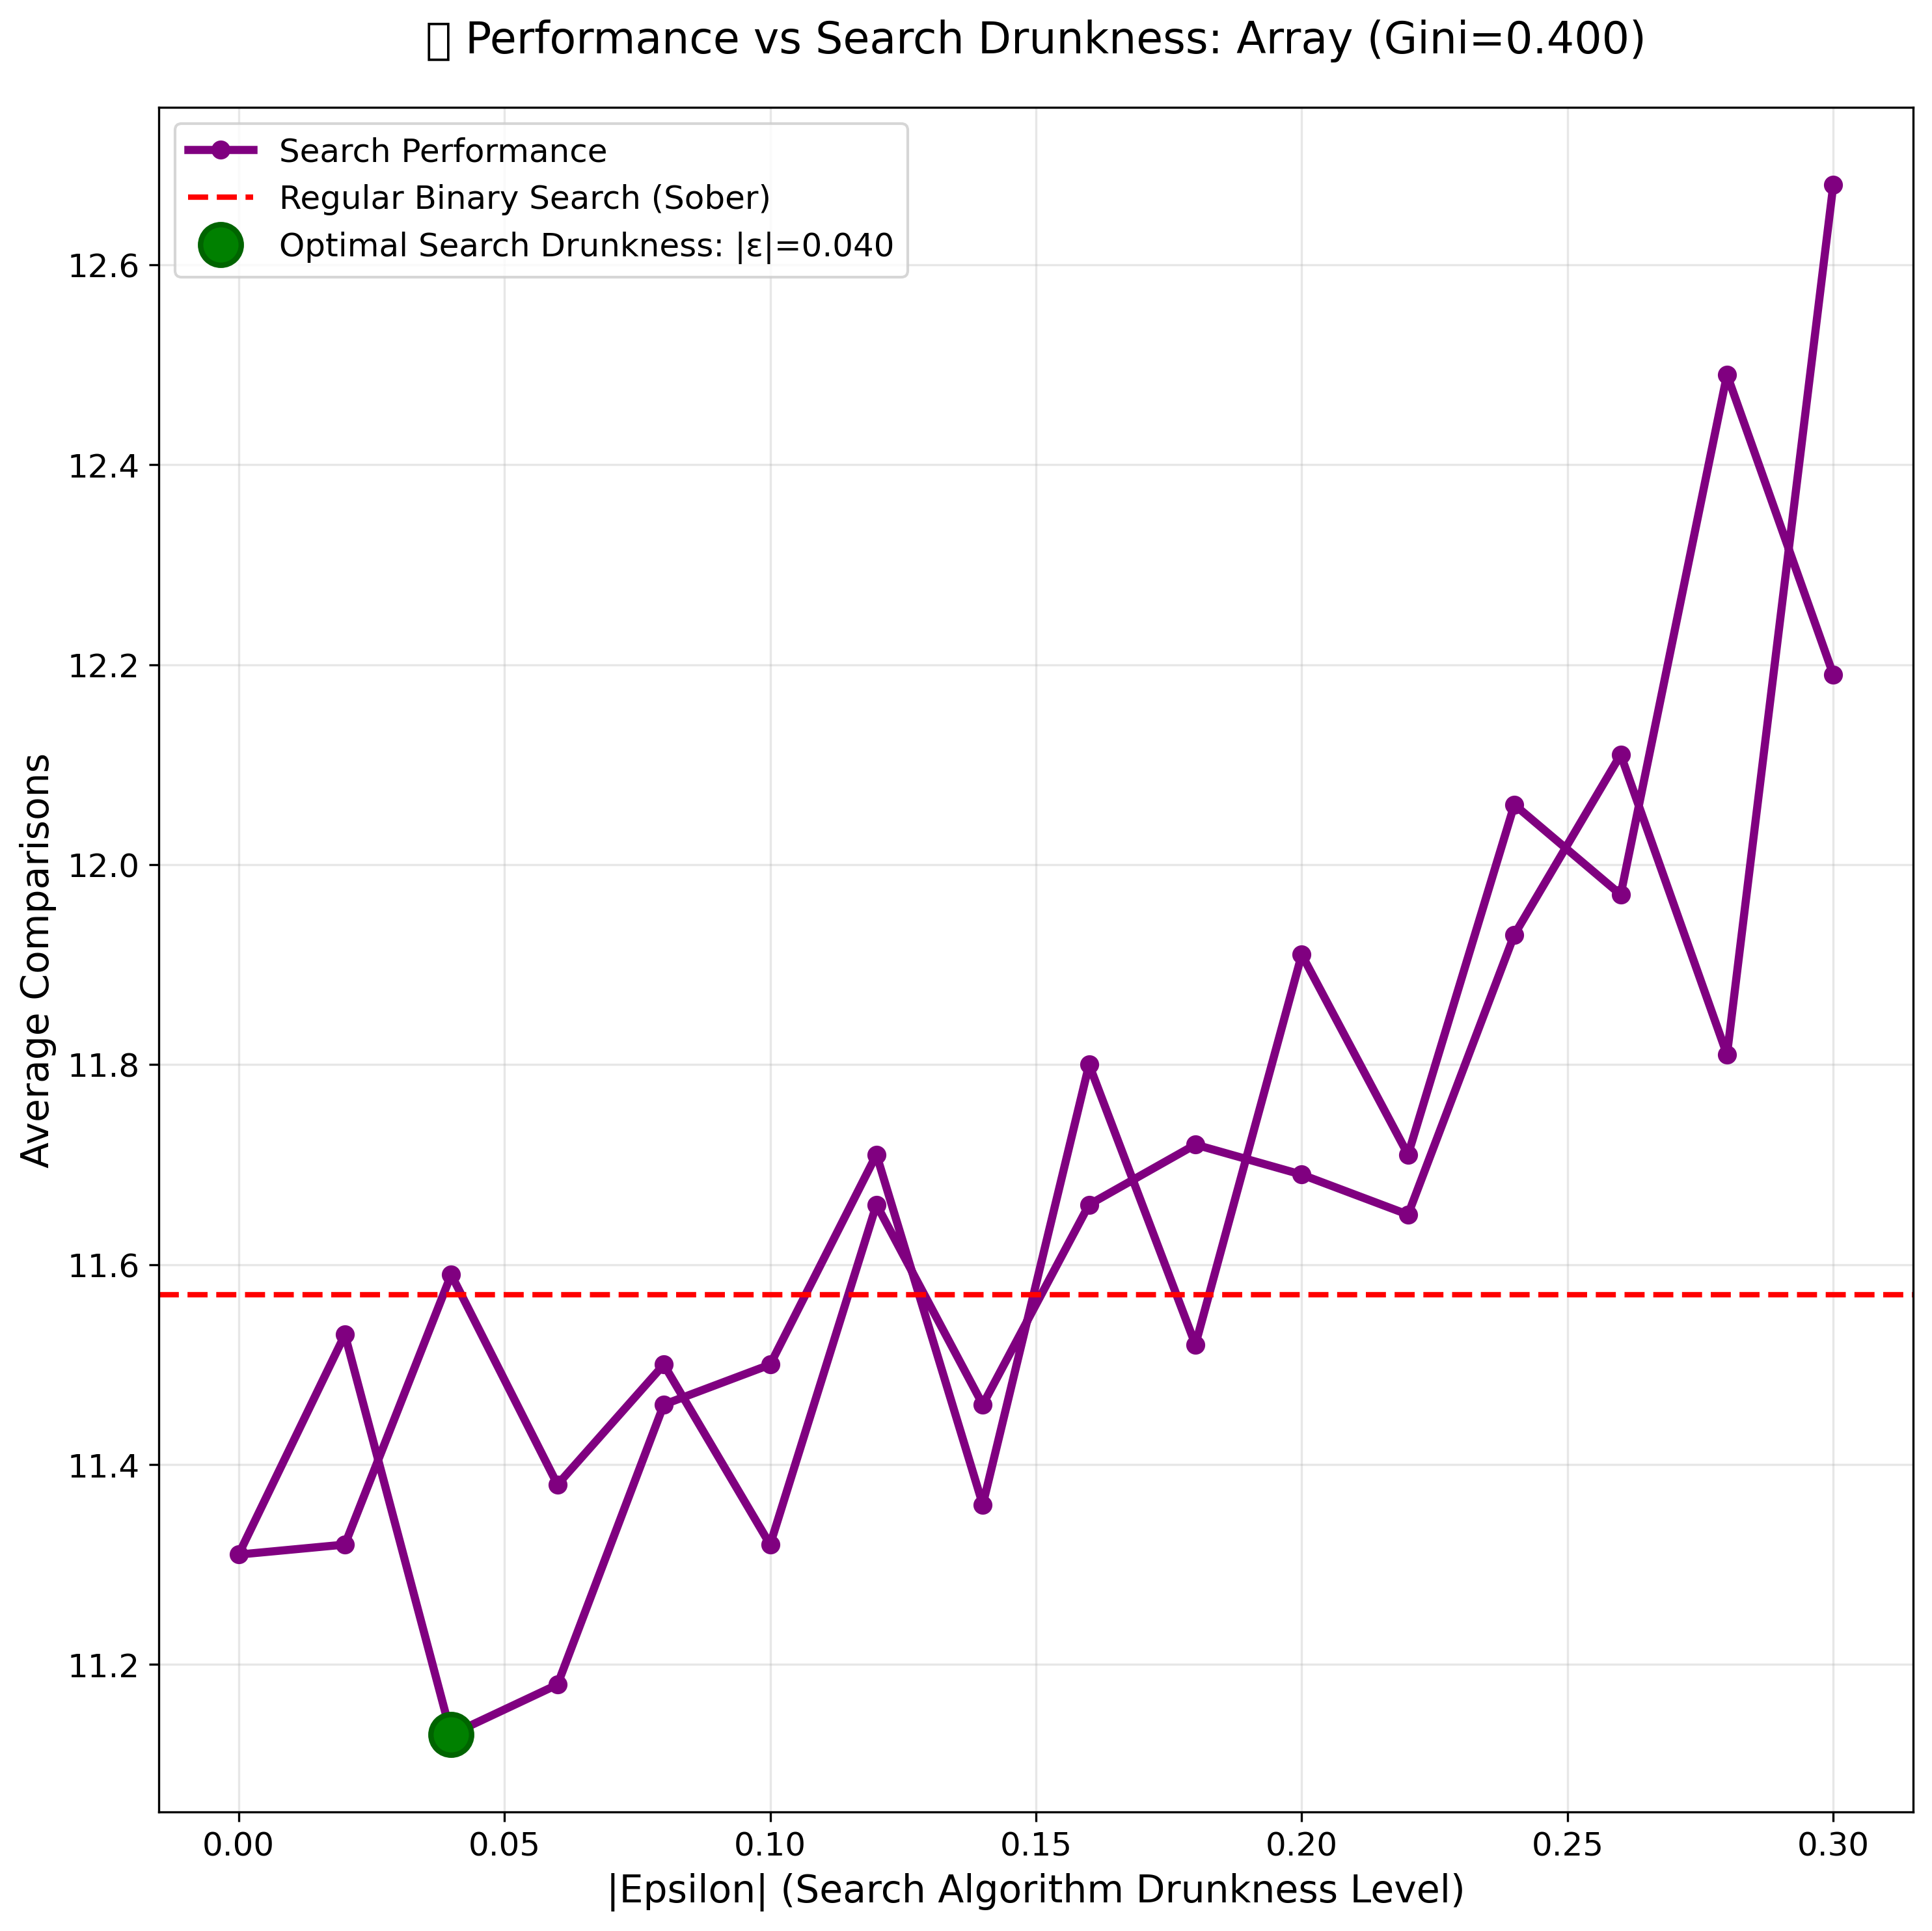 Performance vs Search Drunkness: Array (Gini=0.400)
Search Performance
Regular Binary Search (Sober)
Optimal Search Drunkness: |ε|=0.040
12.6
12.4
12.2
12.0
11.8
11.6
11.4
11.2
Average Comparisons
0.00 0.05 0.10 0.15 0.20 0.25 0.30
|Epsilon| (Search Algorithm Drunkness Level)